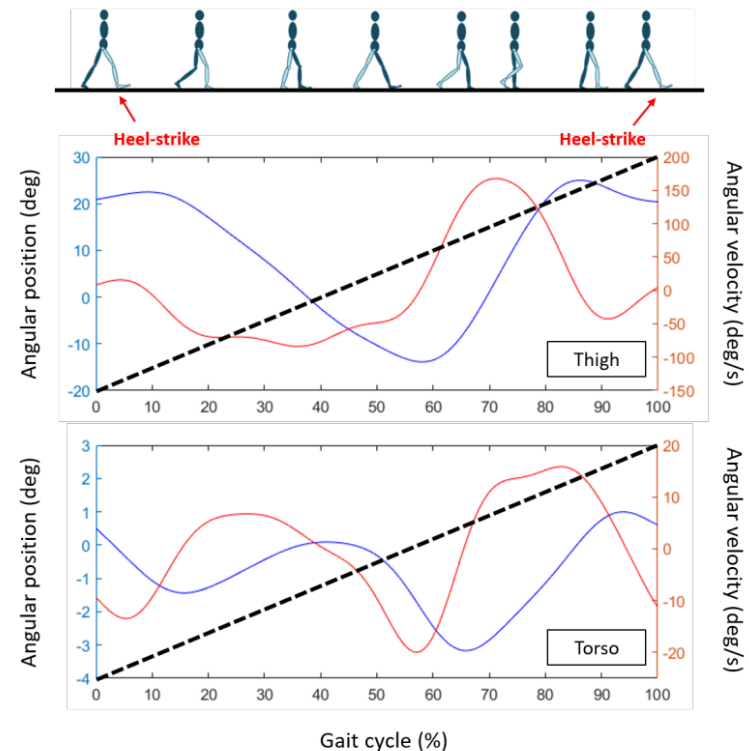 Heel-strike Heel-strike
Angular position (deg)
30
20
10
0
-10
-20
200
150
100
50
0
-50
-100
-150
Angular velocity (deg/s)
Thigh
0 10 20 30 40 50 60 70 80 90 100
Angular position (deg)
3
2
1
0
-1
-2
-3
-4
20
10
0
-10
-20
Angular velocity (deg/s)
Torso
0 10 20 30 40 50 60 70 80 90 100
Gait cycle (%)